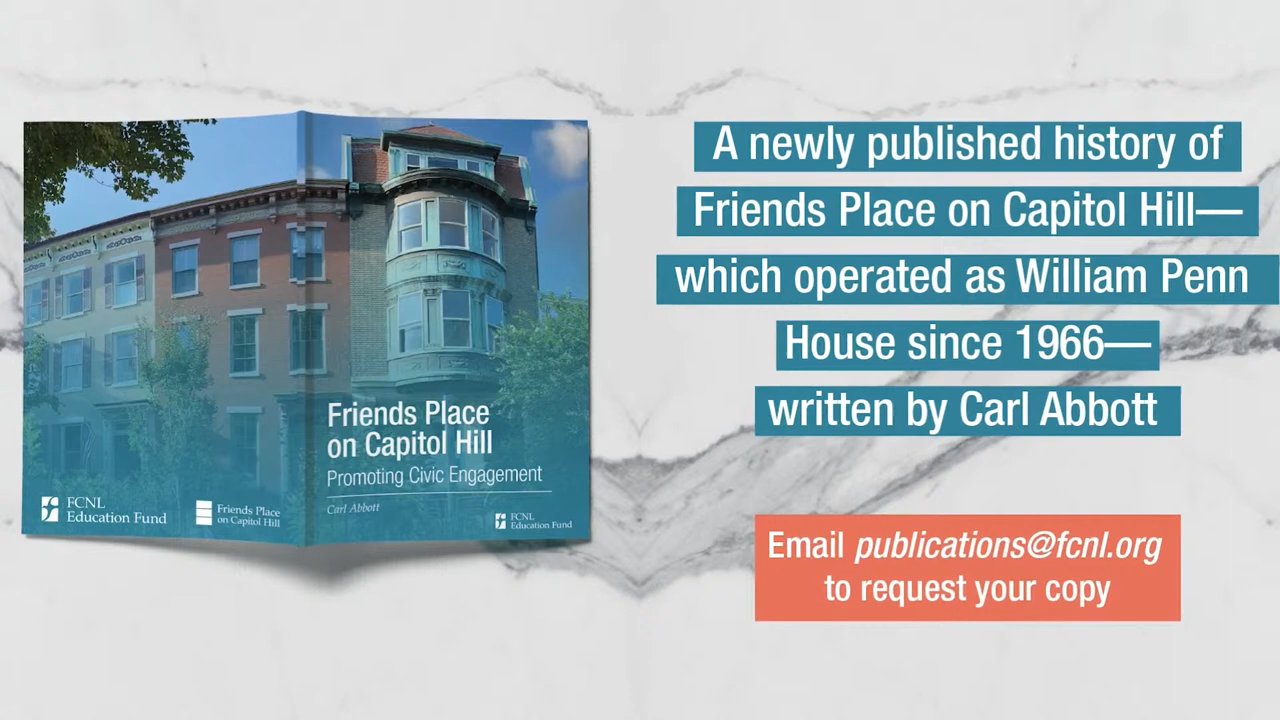 Friends Place
on Capitol Hill
Promoting Civic Engagement
Carl Abbott
FCNL
Education Fund
Friends Place
on Capitol Hill
FCNL
Education Fund
A newly published history of
Friends Place on Capitol Hill—
which operated as William Penn
House since 1966—
written by Carl Abbott
Email publications@fcnl.org
to request your copy